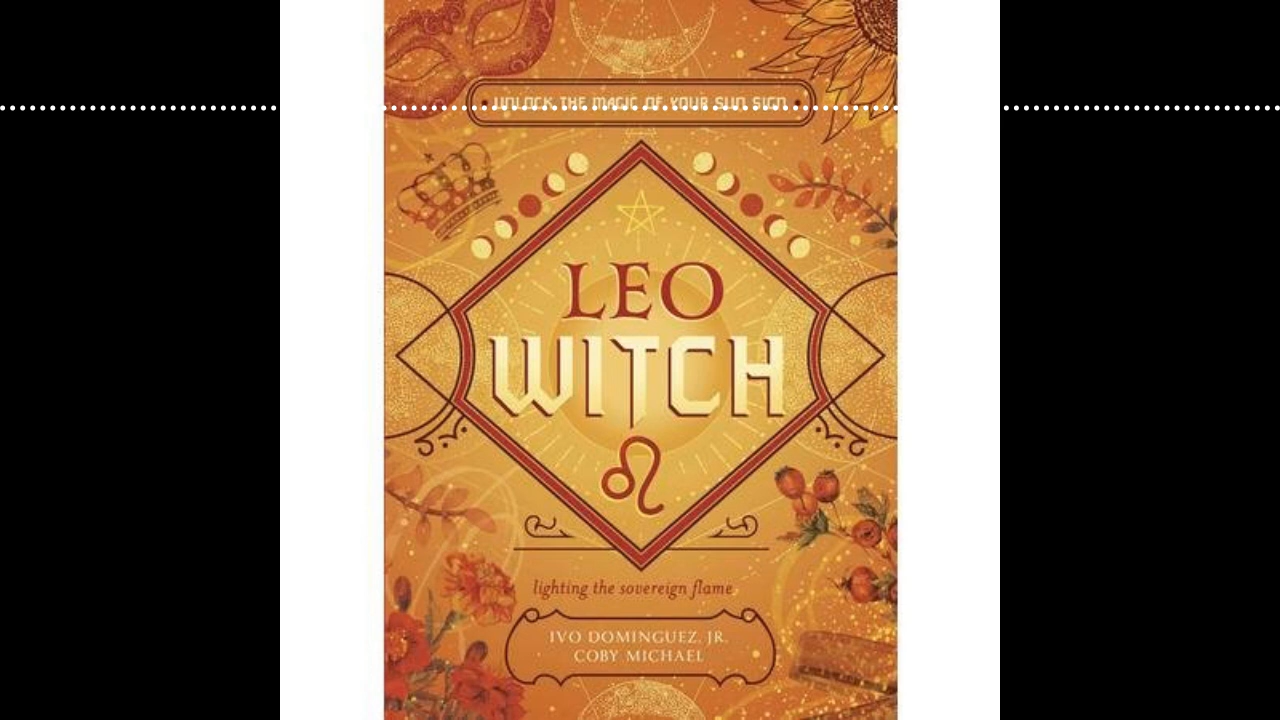 UNLOCK THE MAGIC OF YOUR SUN SIGN
LEO
WITCH
lighting the sovereign flame
IVO DOMINGUEZ, JR.
COBY MICHAEL